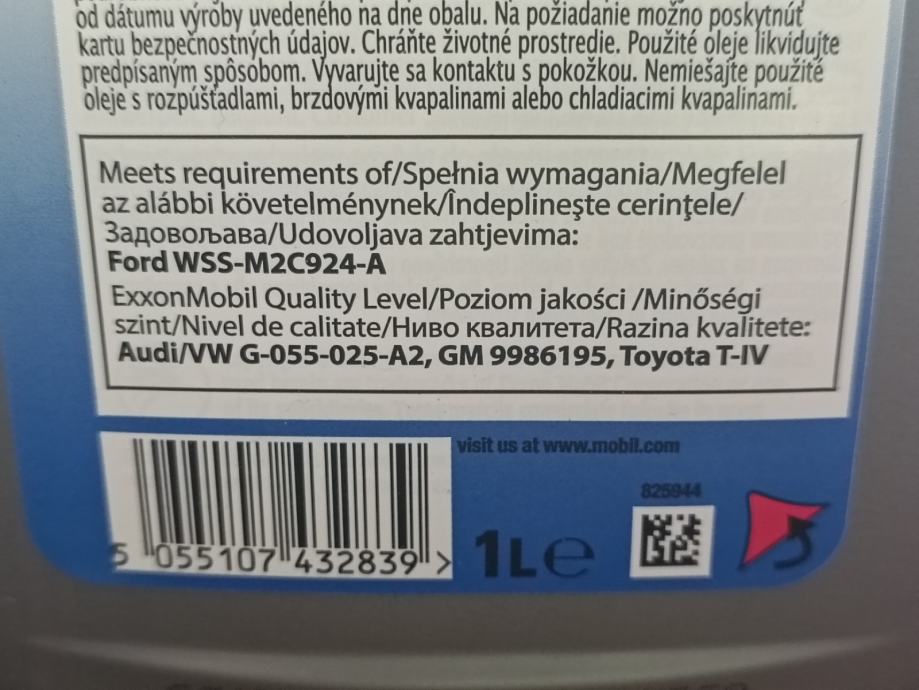 od dátumu výroby uvedeného na dne obalu. Na požiadanie možno poskytnúť
kartu bezpečnostných údajov. Chráňte životné prostredie. Použité oleje likvidujte
predpísaným spôsobom. Vyvarujte sa kontaktu s pokožkou. Nemiešajte použité
oleje s rozpúšťadlami, brzdovými kvapalinami alebo chladiacimi kvapalinami.
Meets requirements of/Spełnia wymagania/Megfelel
az alábbi követelménynek/Îndeplineşte cerinţele/
Задовољава/Udovoljava zahtjevima:
Ford WSS-M2C924-A
ExxonMobil Quality Level/Poziom jakości /Minőségi
szint/Nivel de calitate/Ниво квалитета/Razina kvalitete:
Audi/VW G-055-025-A2, GM 9986195, Toyota T-IV
visit us at www.mobil.com
825944
5 055107 432839 >
1L e